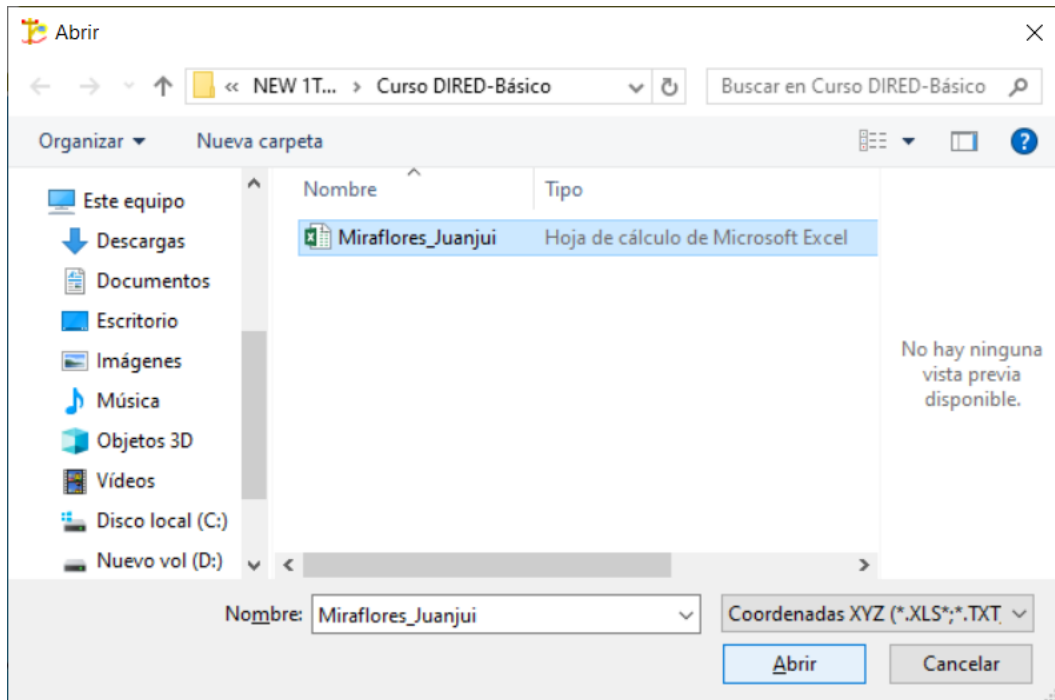 Abrir
« NEW 1T... > Curso DIRED-Básico
Buscar en Curso DIRED-Básico
Organizar
Nueva carpeta
?
Nombre
Tipo
Este equipo
Descargas
Documentos
Escritorio
Imágenes
Música
Objetos 3D
Vídeos
Disco local (C:)
Nuevo vol (D:)
Miraflores_Juanjui
Hoja de cálculo de Microsoft Excel
No hay ninguna
vista previa
disponible.
Nombre:
Miraflores_Juanjui
Coordenadas XYZ (*.XLS*;*.TXT
Abrir
Cancelar